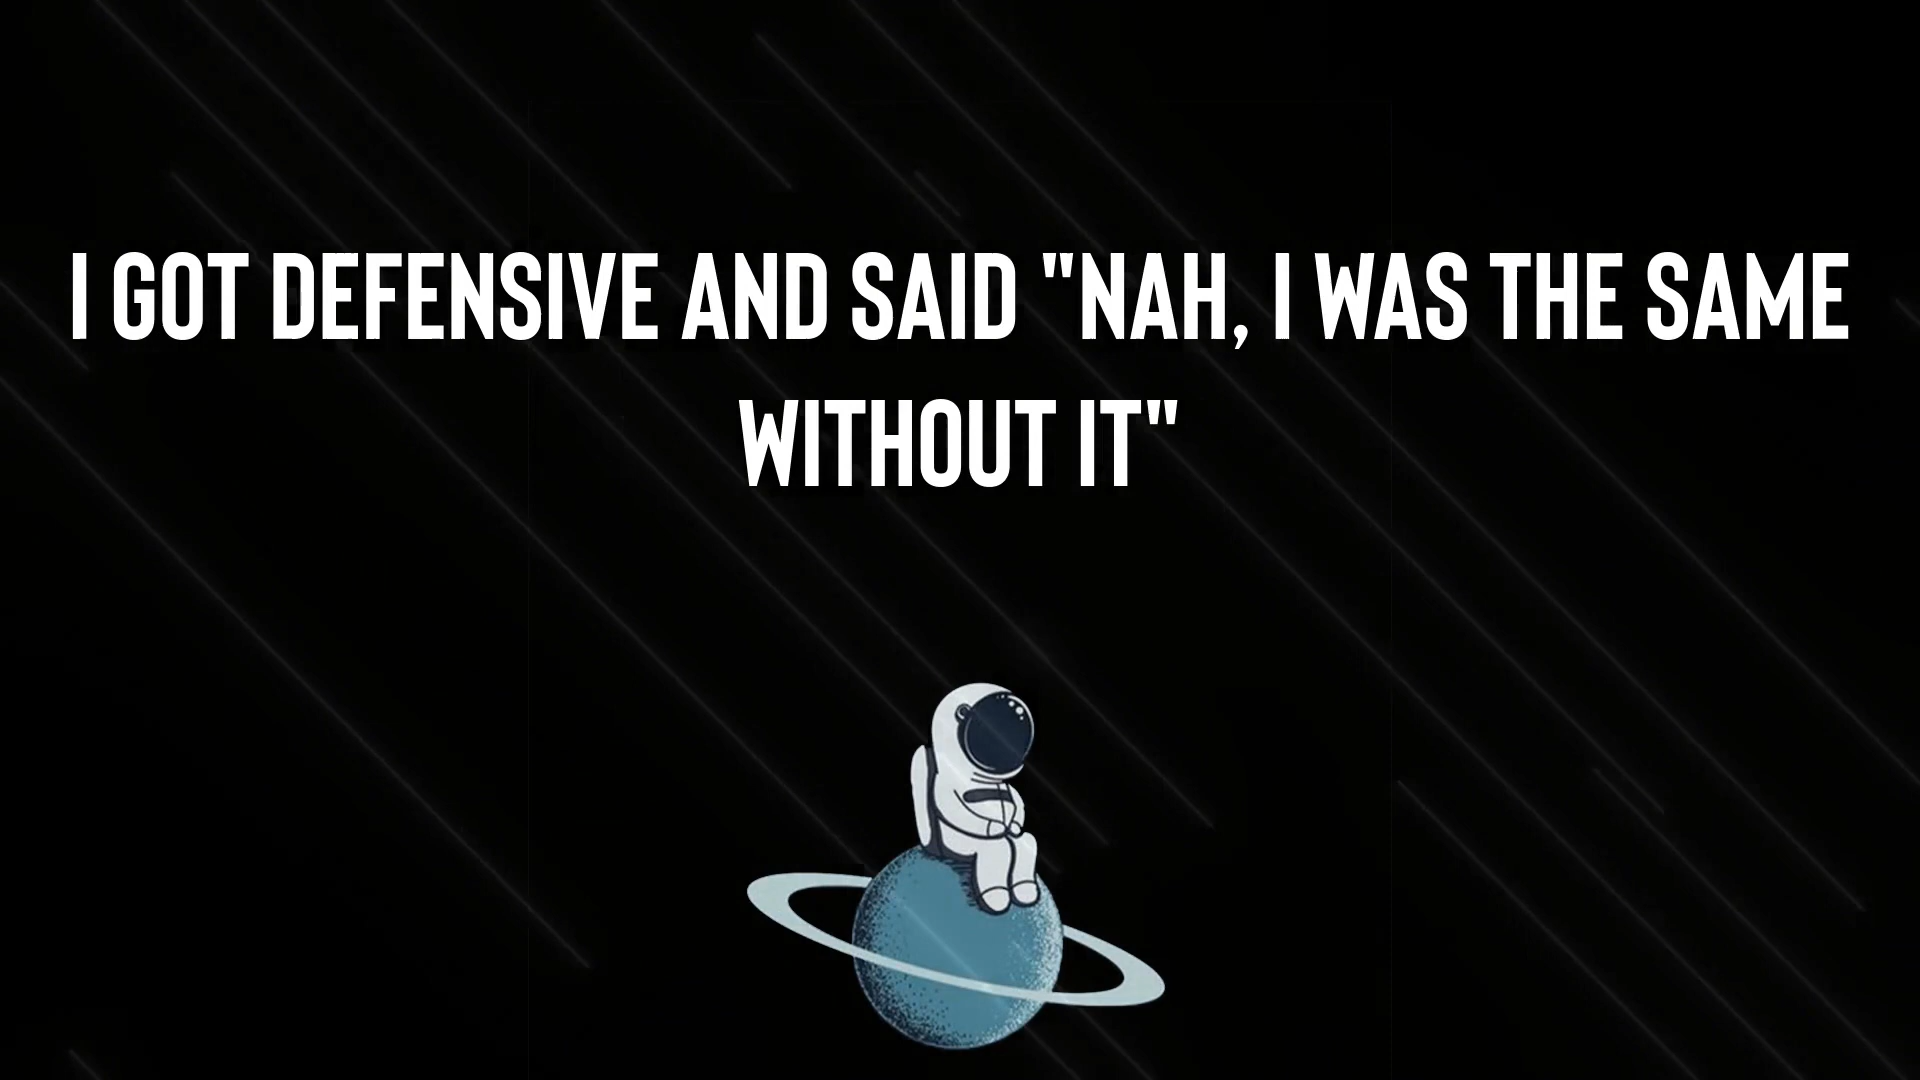 I GOT DEFENSIVE AND SAID "NAH, I WAS THE SAME
WITHOUT IT"